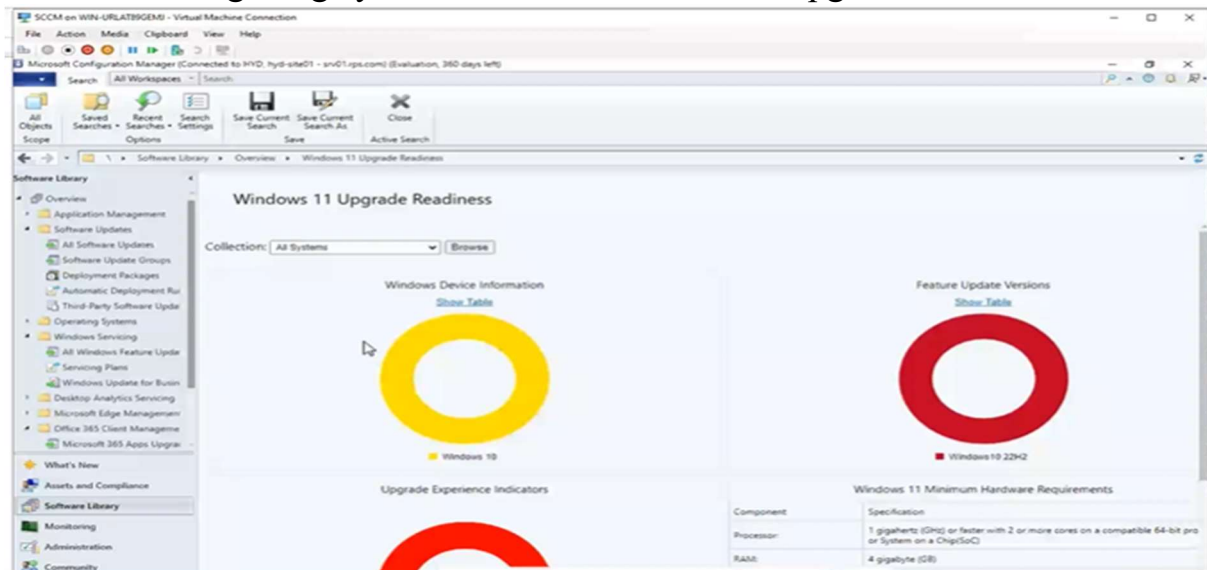 SCCM on WIN-URLAT89GEMJ - Virtual Machine Connection
File Action Media Clipboard View Help
Microsoft Configuration Manager (Connected to HYD, hyd-site01 - srv01.rps.com) (Evaluation, 360 days left)
Search All Workspaces Search
All Objects
Saved Searches
Recent Searches
Search Settings
Save Current Search
Save Current Search As
Close
Scope Options Save Active Search
\ Software Library Overview Windows 11 Upgrade Readiness
Software Library
Overview
Application Management
Software Updates
All Software Updates
Software Update Groups
Deployment Packages
Automatic Deployment Ru
Third-Party Software Upda
Operating Systems
Windows Servicing
All Windows Feature Upda
Servicing Plans
Windows Update for Busin
Desktop Analytics Servicing
Microsoft Edge Managemen
Office 365 Client Manageme
Microsoft 365 Apps Upgra
What's New
Assets and Compliance
Software Library
Monitoring
Administration
Community
Windows 11 Upgrade Readiness
Collection: All Systems Browse
Windows Device Information
Show Table
Windows 10
Feature Update Versions
Show Table
Windows10 22H2
Upgrade Experience Indicators
Windows 11 Minimum Hardware Requirements
Component Specification
Processor: 1 gigahertz (GHz) or faster with 2 or more cores on a compatible 64-bit pro
or System on a Chip(SoC)
RAM: 4 gigabyte (GB)